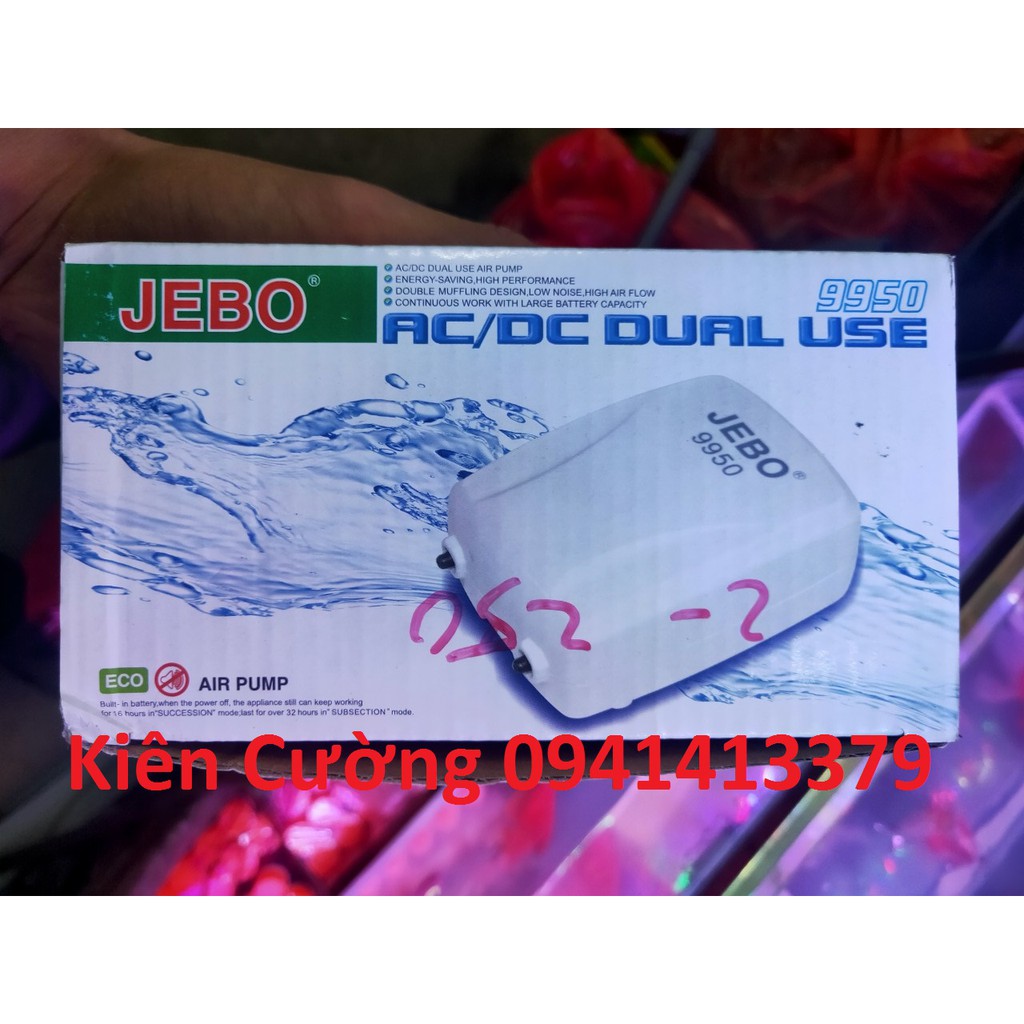 JEBO®
AC/DC DUAL USE AIR PUMP
ENERGY-SAVING,HIGH PERFORMANCE
DOUBLE MUFFLING DESIGN,LOW NOISE,HIGH AIR FLOW
CONTINUOUS WORK WITH LARGE BATTERY CAPACITY
9950
AC/DC DUAL USE
JEBO®
9950
052 -2
ECO AIR PUMP
Built- in battery,when the power off, the appliance still can keep working
for 16 hours in"SUCCESSION" mode;last for over 32 hours in" SUBSECTION" mode.
Kiên Cường 0941413379